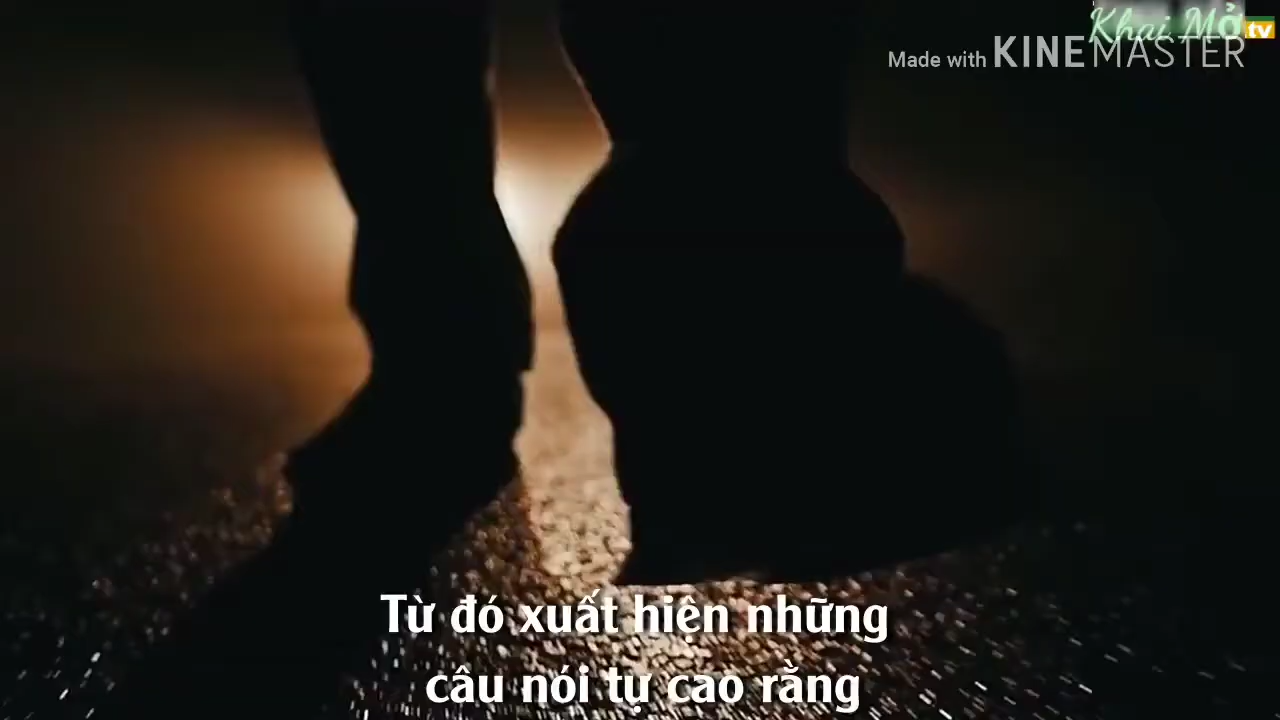 Khai Mở tv
Made with KINEMASTER
Từ đó xuất hiện những
câu nói tự cao rằng